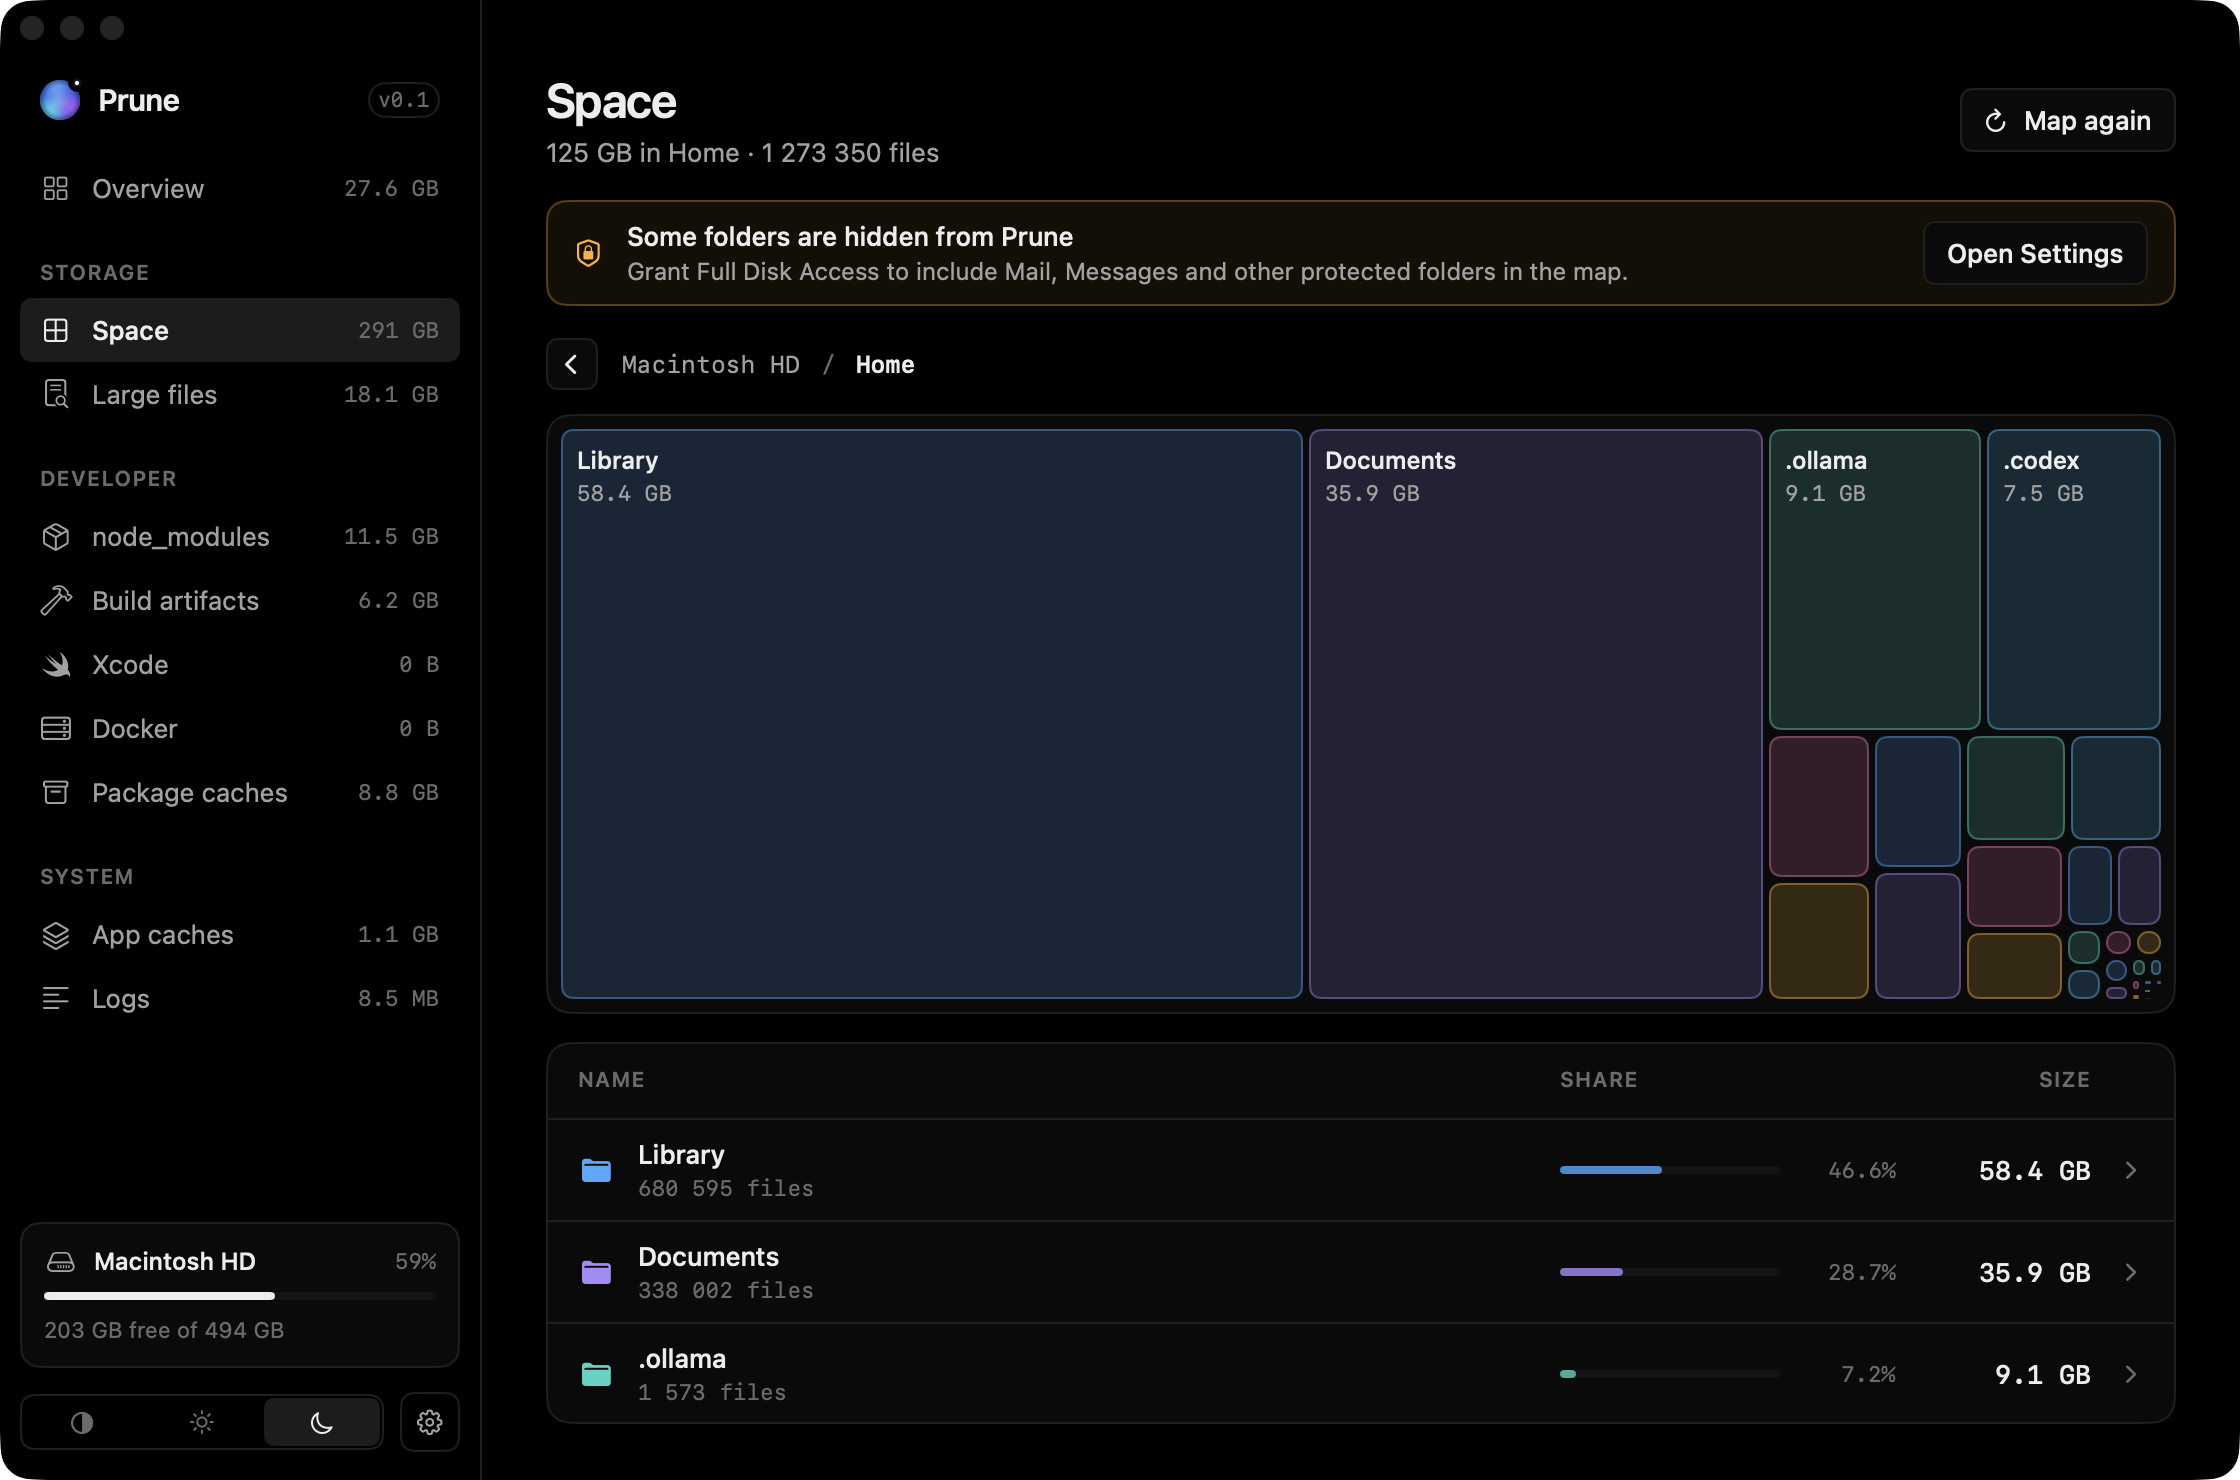 Prune
v0.1
Overview 27.6 GB
STORAGE
Space 291 GB
Large files 18.1 GB
DEVELOPER
node_modules 11.5 GB
Build artifacts 6.2 GB
Xcode 0 B
Docker 0 B
Package caches 8.8 GB
SYSTEM
App caches 1.1 GB
Logs 8.5 MB
Macintosh HD 59%
203 GB free of 494 GB
Space
125 GB in Home · 1 273 350 files
Map again
Some folders are hidden from Prune
Grant Full Disk Access to include Mail, Messages and other protected folders in the map.
Open Settings
Macintosh HD / Home
Library
58.4 GB
Documents
35.9 GB
.ollama
9.1 GB
.codex
7.5 GB
NAME SHARE SIZE
Library
680 595 files
46.6% 58.4 GB
Documents
338 002 files
28.7% 35.9 GB
.ollama
1 573 files
7.2% 9.1 GB